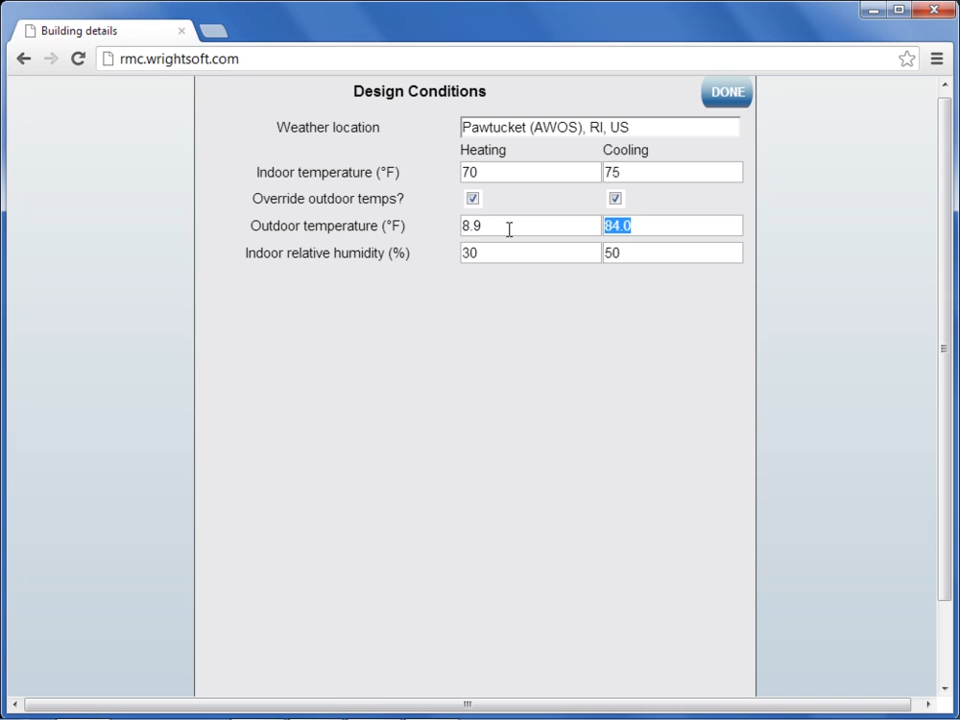 Building details
rmc.wrightsoft.com
Design Conditions
DONE
Weather location Pawtucket (AWOS), RI, US
Heating Cooling
Indoor temperature (°F) 70 75
Override outdoor temps?
Outdoor temperature (°F) 8.9 84.0
Indoor relative humidity (%) 30 50